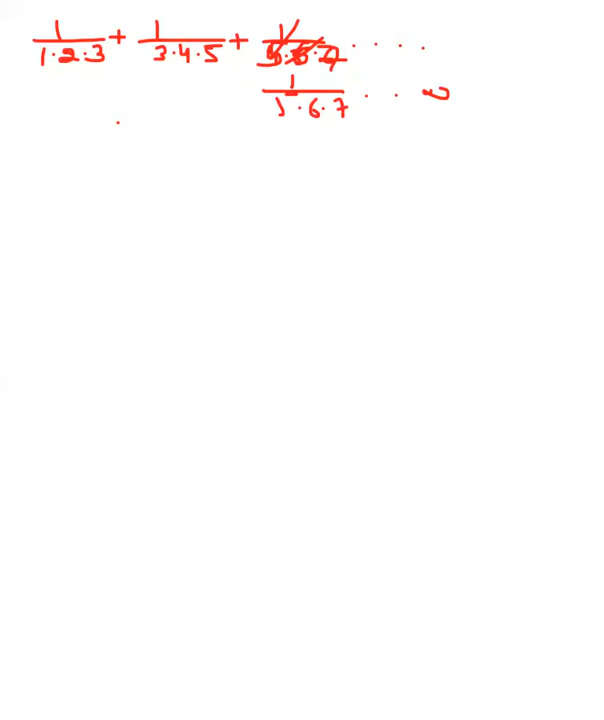 1/(1·2·3) + 1/(3·4·5) + ....
1/(5·6·7) . . ∞